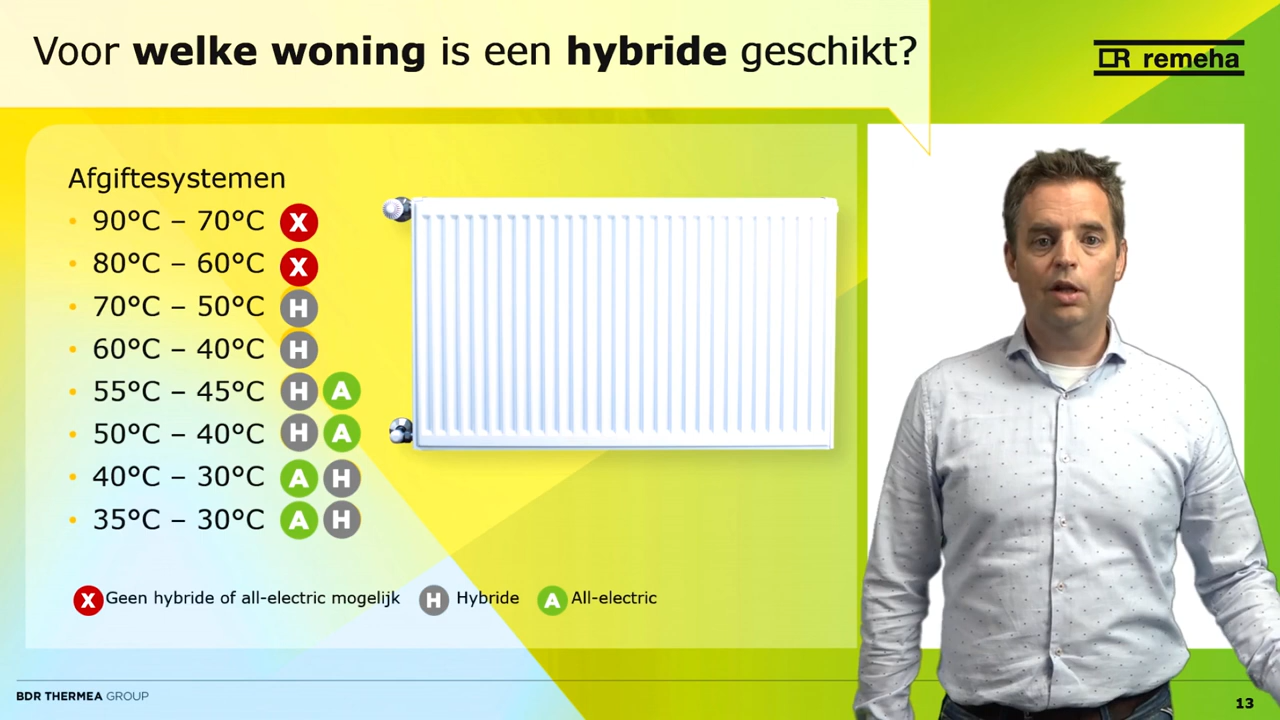 Voor welke woning is een hybride geschikt?
remeha
Afgiftesystemen
• 90°C – 70°C X
• 80°C – 60°C X
• 70°C – 50°C H
• 60°C – 40°C H
• 55°C – 45°C H A
• 50°C – 40°C H A
• 40°C – 30°C A H
• 35°C – 30°C A H
X Geen hybride of all-electric mogelijk H Hybride A All-electric
BDR THERMEA GROUP
13